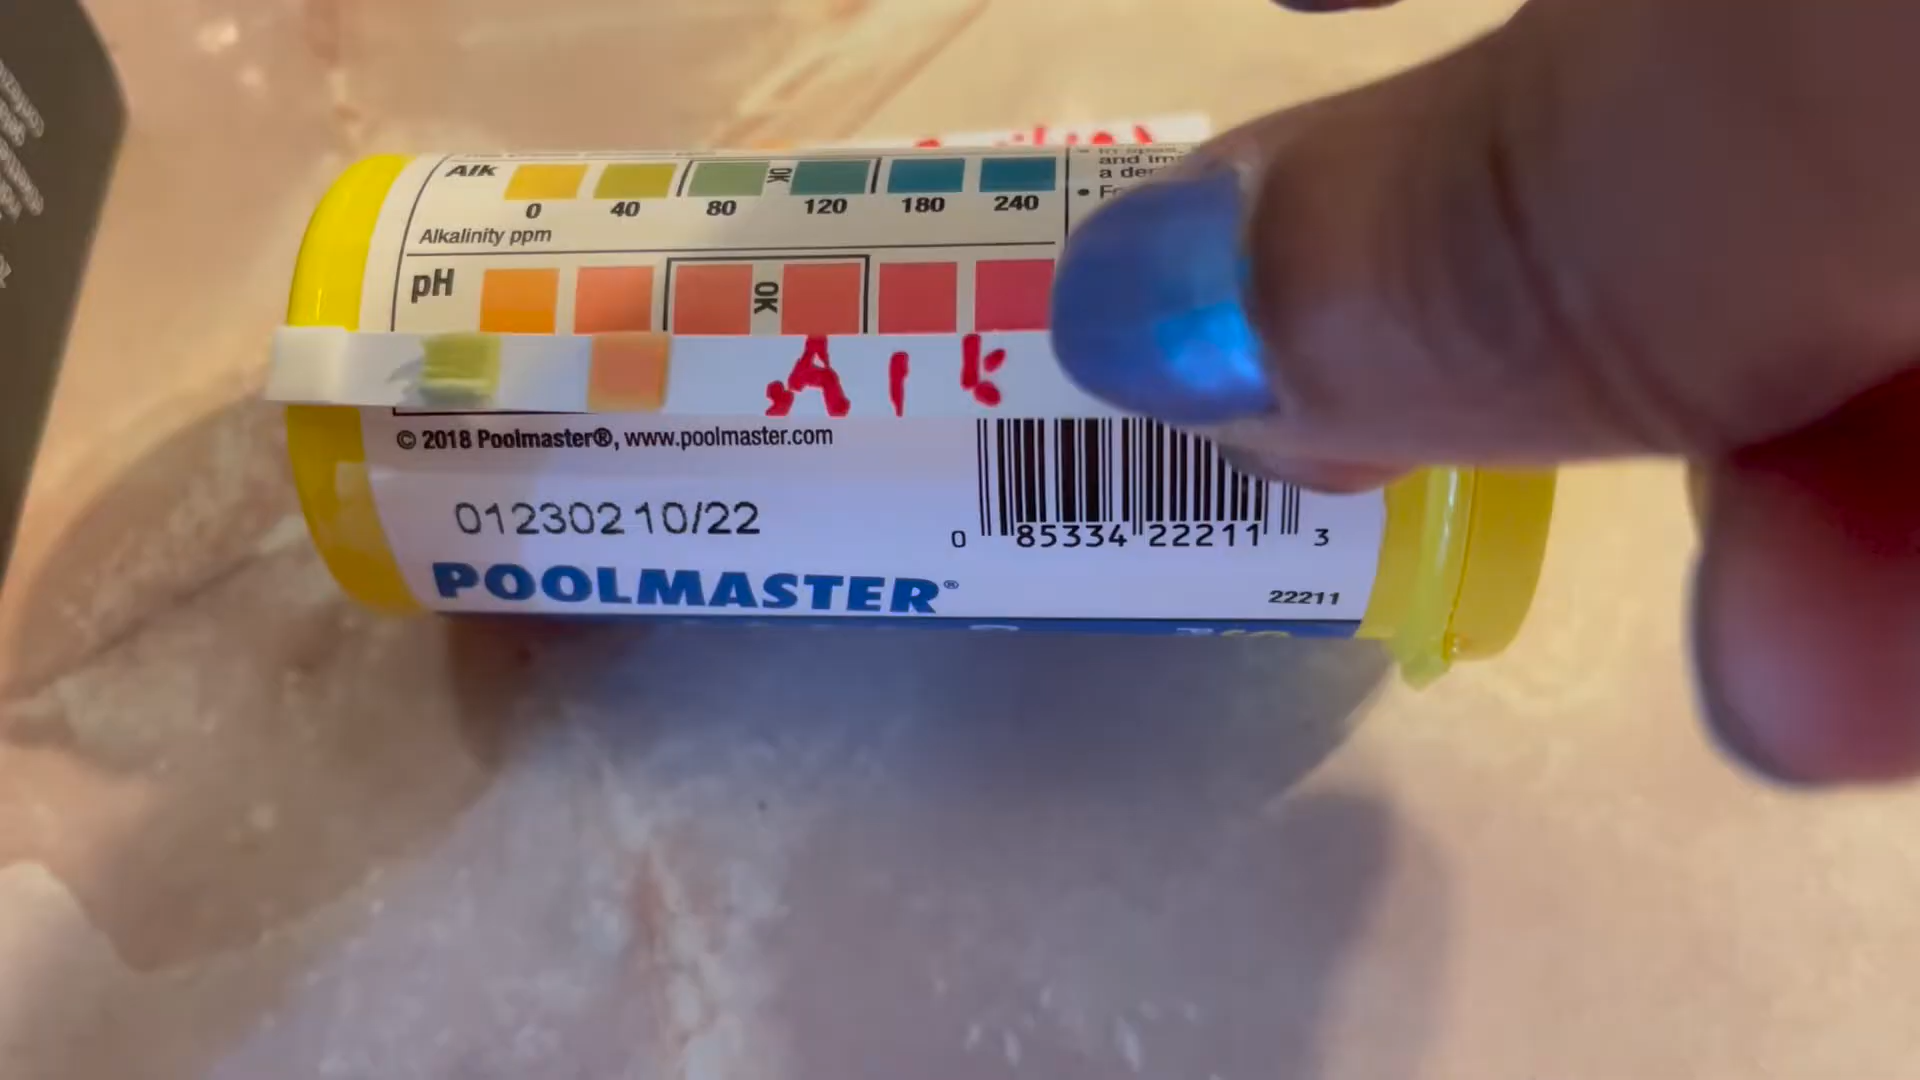 Alk OK
0 40 80 120 180 240
and
Alkalinity ppm
pH OK
Alk
© 2018 Poolmaster®, www.poolmaster.com
01230210/22
0 85334 22211 3
POOLMASTER®
22211